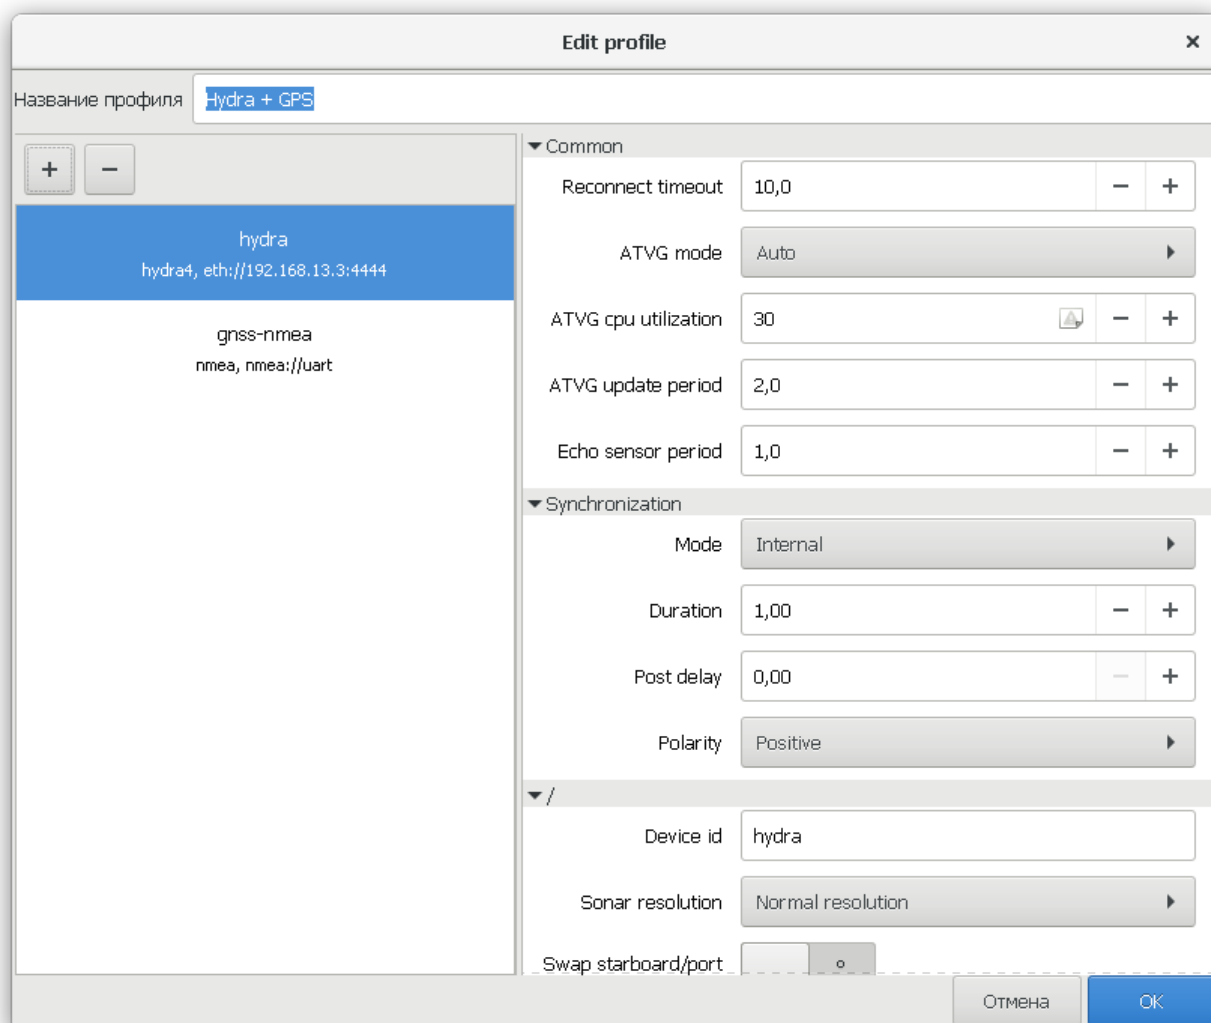 Edit profile
Название профиля Hydra + GPS
Common
Reconnect timeout 10,0
hydra
hydra4, eth://192.168.13.3:4444
ATVG mode Auto
gnss-nmea
nmea, nmea://uart
ATVG cpu utilization 30
ATVG update period 2,0
Echo sensor period 1,0
Synchronization
Mode Internal
Duration 1,00
Post delay 0,00
Polarity Positive
/
Device id hydra
Sonar resolution Normal resolution
Swap starboard/port
Отмена OK